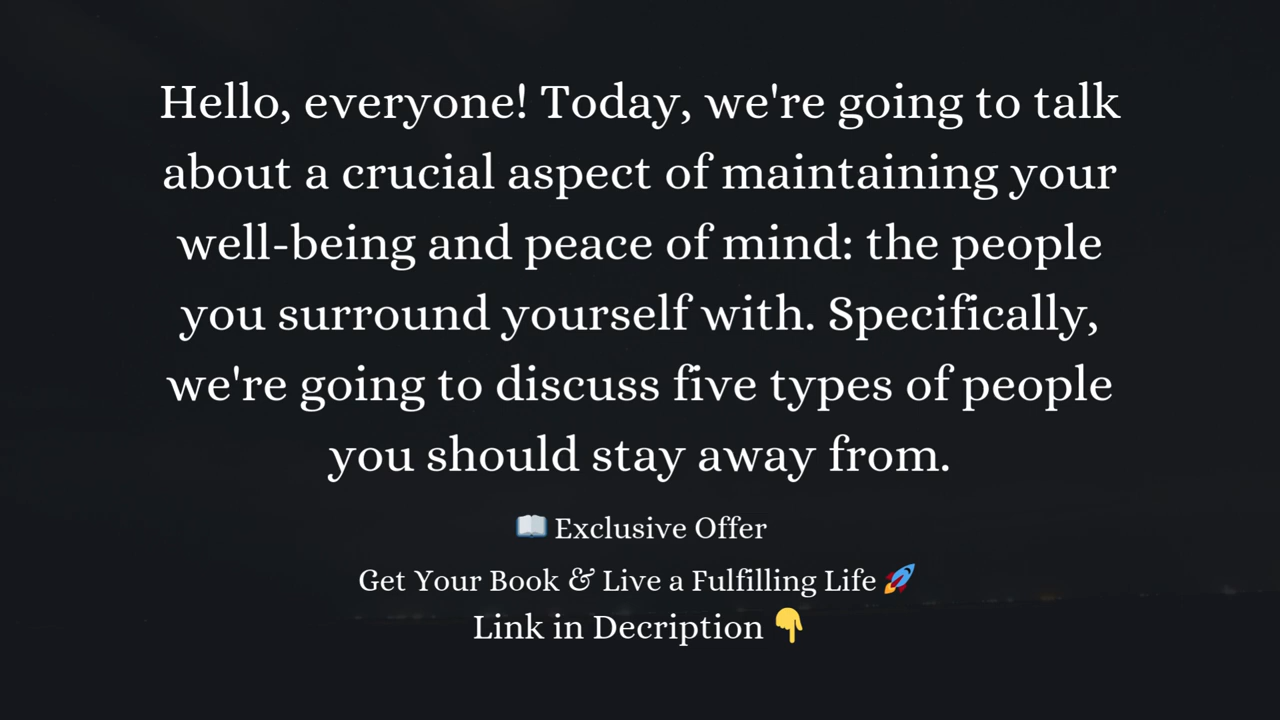 Hello, everyone! Today, we're going to talk
about a crucial aspect of maintaining your
well-being and peace of mind: the people
you surround yourself with. Specifically,
we're going to discuss five types of people
you should stay away from.
📖 Exclusive Offer
Get Your Book & Live a Fulfilling Life 🚀
Link in Decription 👇